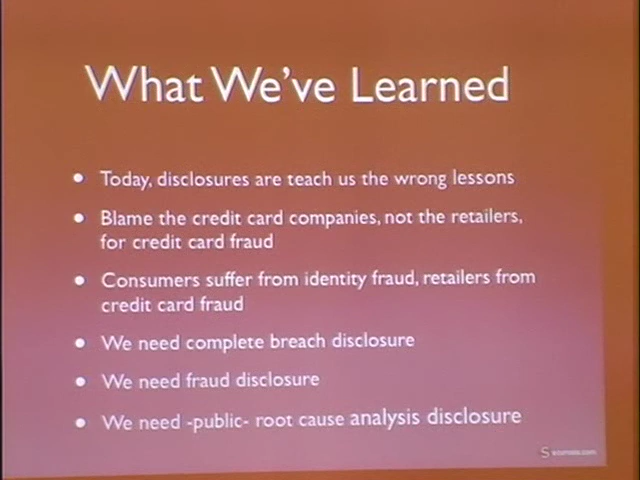 What We've Learned
• Today, disclosures are teach us the wrong lessons
• Blame the credit card companies, not the retailers,
for credit card fraud
• Consumers suffer from identity fraud, retailers from
credit card fraud
• We need complete breach disclosure
• We need fraud disclosure
• We need -public- root cause analysis disclosure